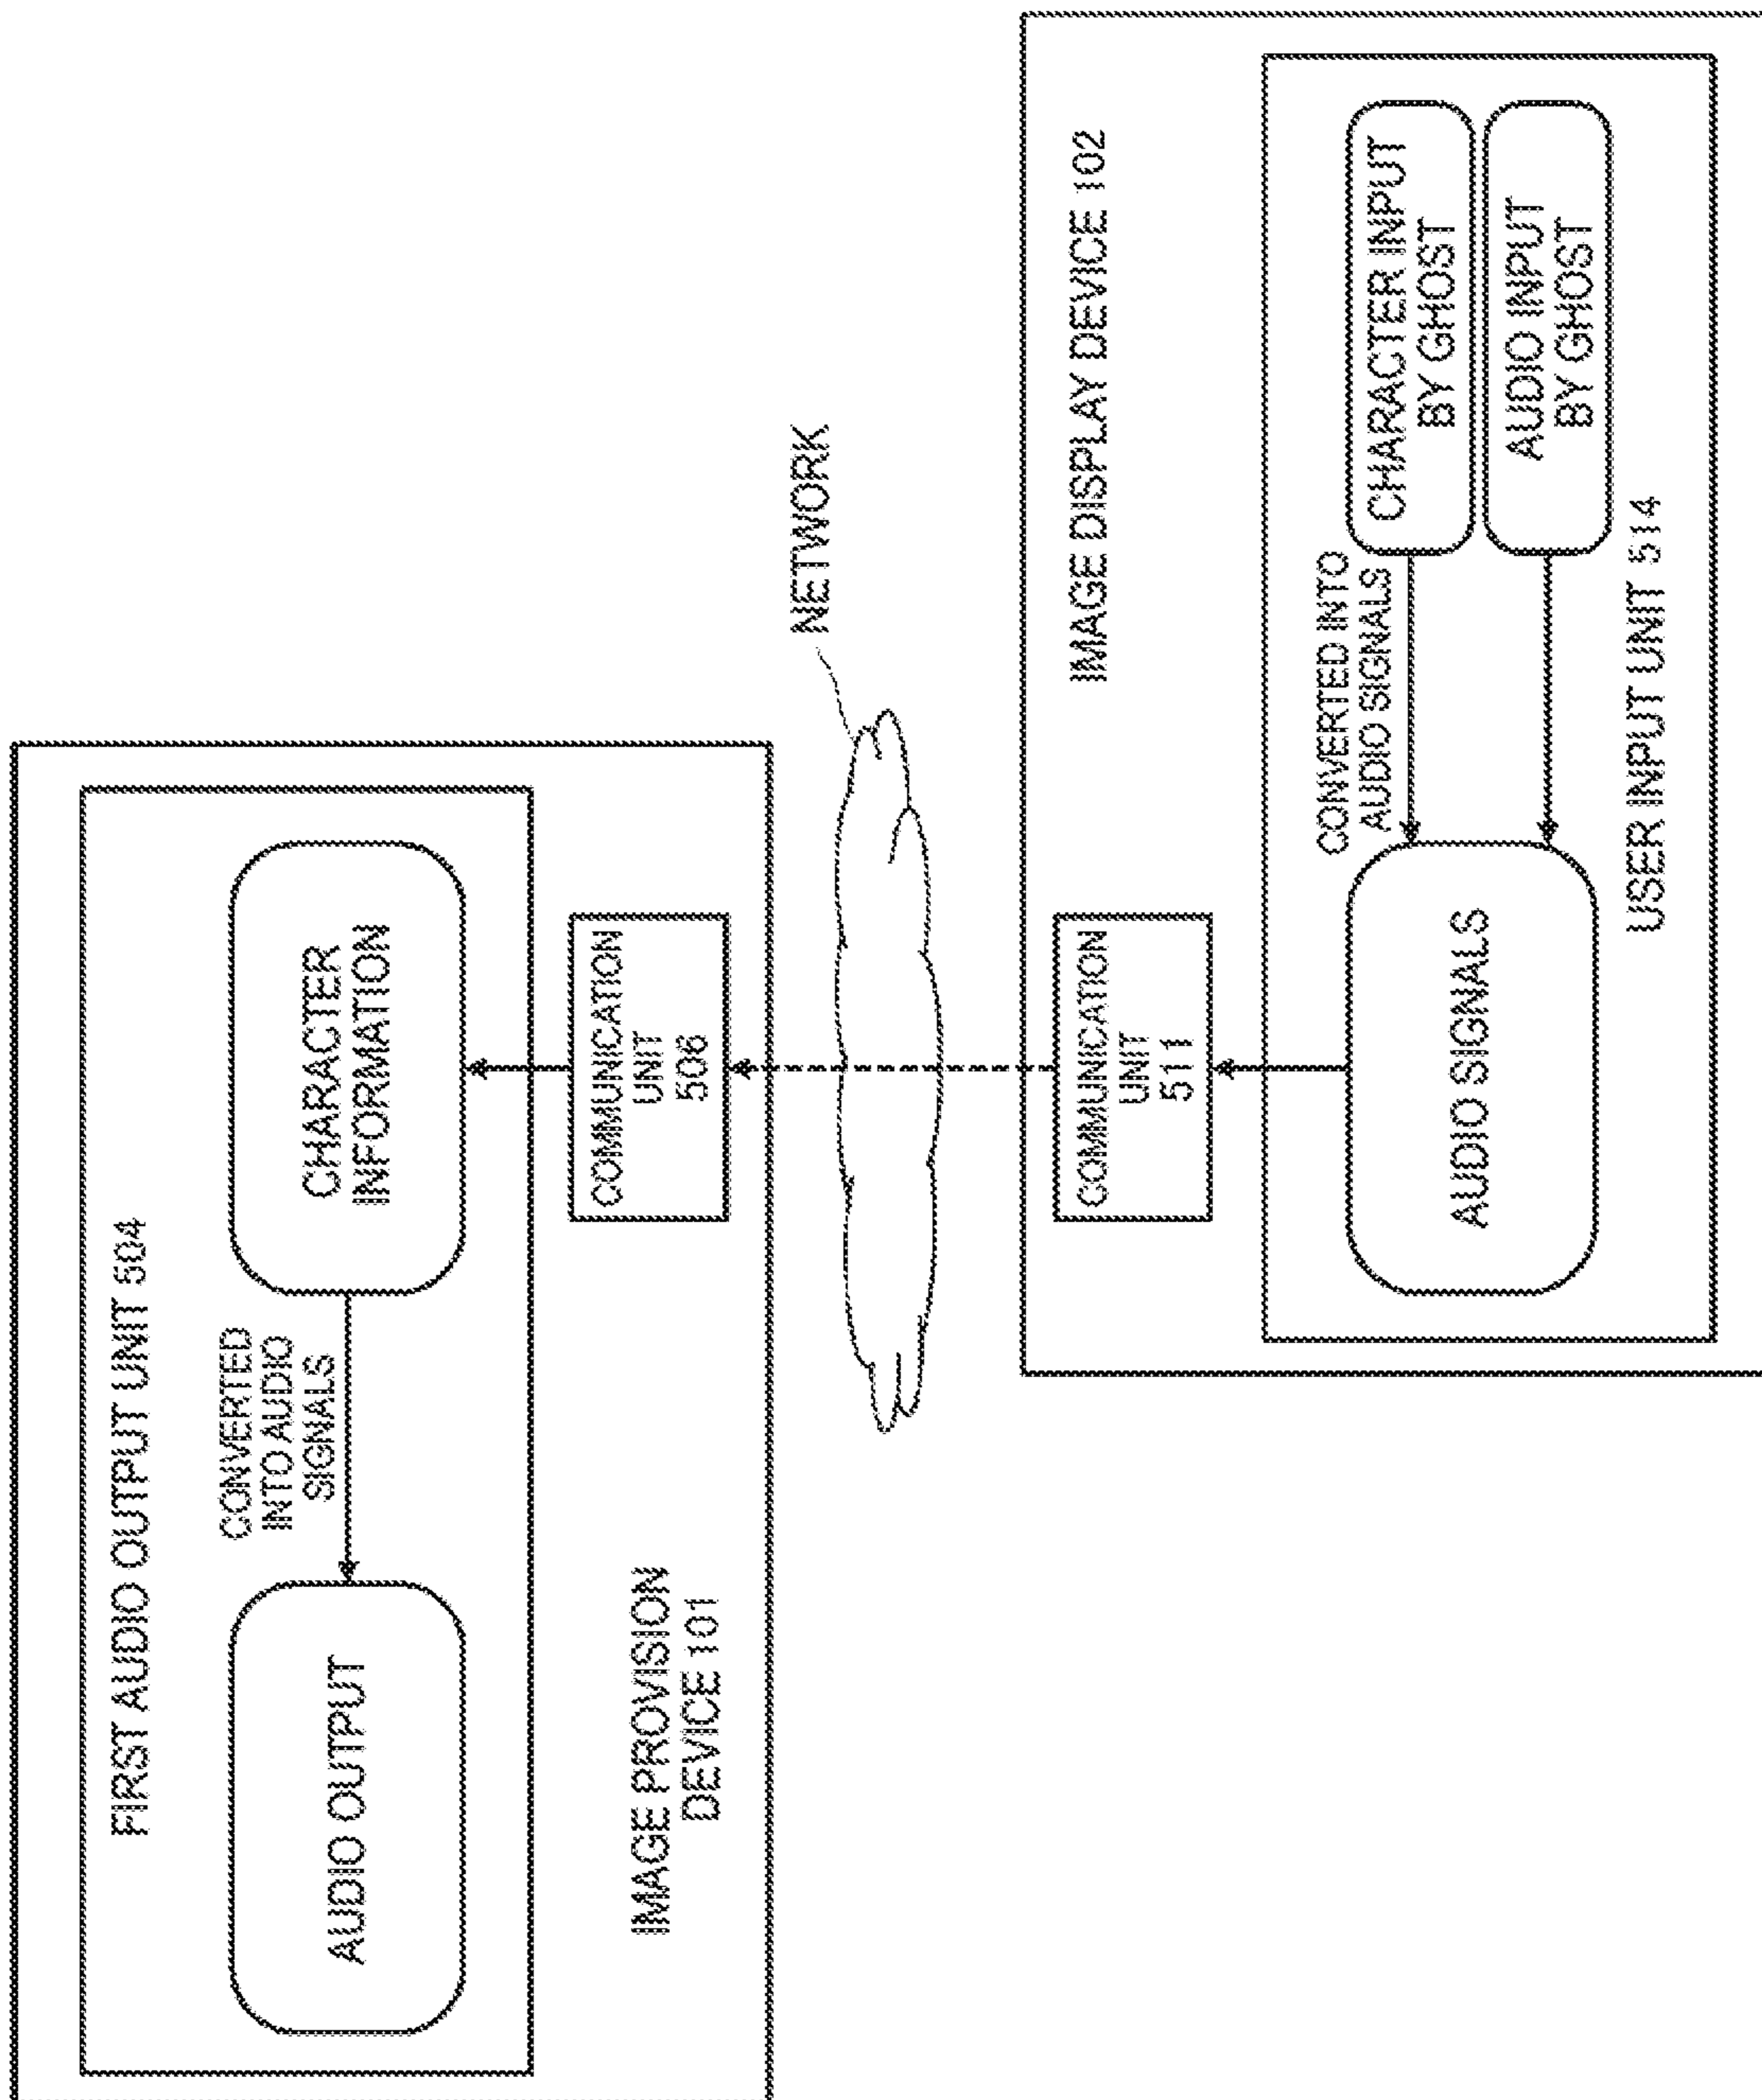 FIRST AUDIO OUTPUT UNIT 504
AUDIO OUTPUT
CONVERTED
INTO AUDIO
SIGNALS
CHARACTER
INFORMATION
IMAGE PROVISION
DEVICE 101
COMMUNICATION
UNIT
506
NETWORK
COMMUNICATION
UNIT
511
IMAGE DISPLAY DEVICE 102
AUDIO SIGNALS
CONVERTED INTO
AUDIO SIGNALS
CHARACTER INPUT
BY GHOST
AUDIO INPUT
BY GHOST
USER INPUT UNIT 514